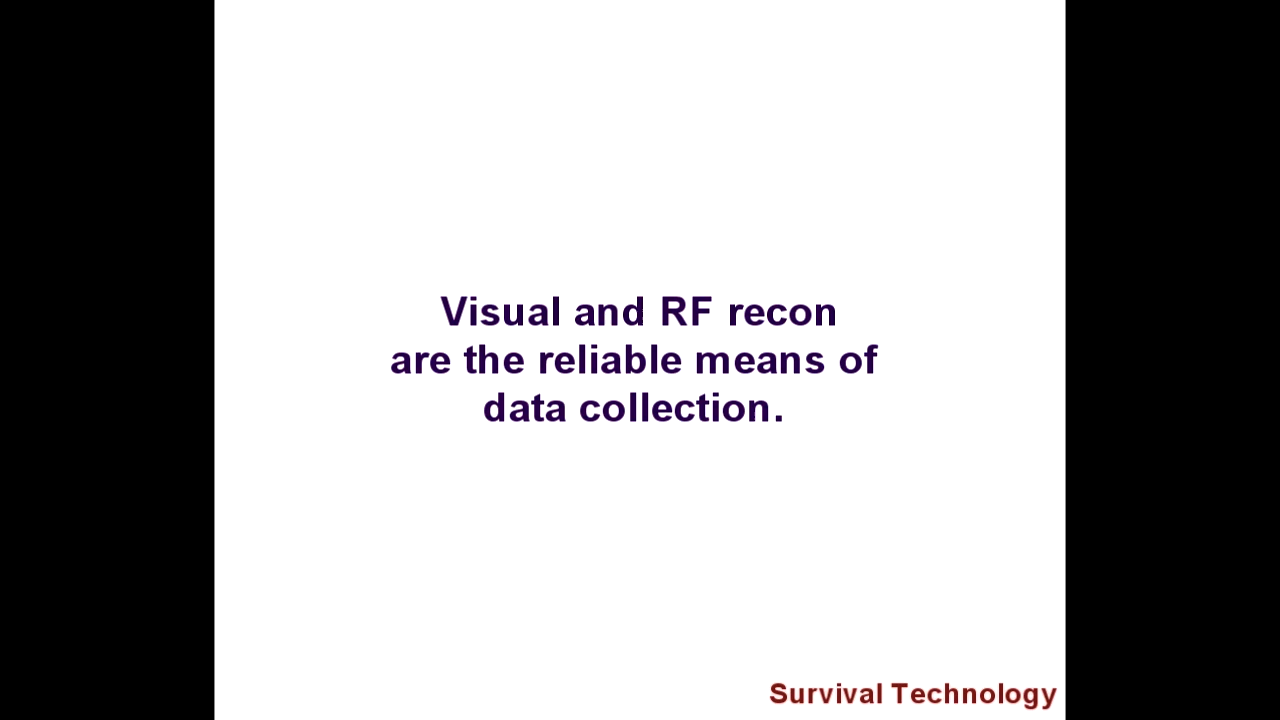 Visual and RF recon
are the reliable means of
data collection.
Survival Technology